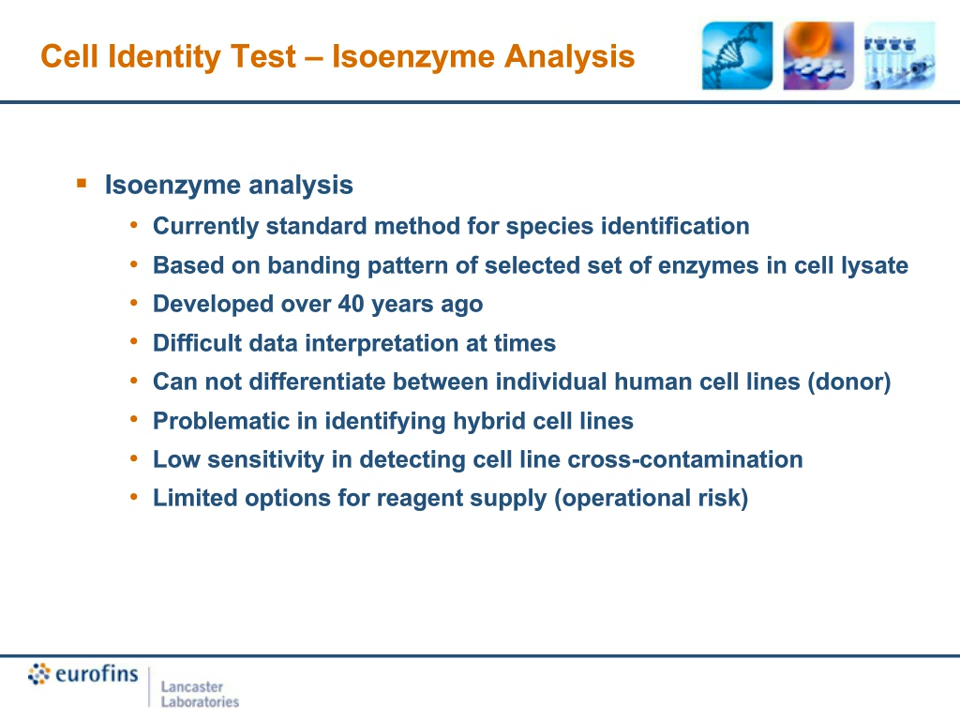 Cell Identity Test – Isoenzyme Analysis
▪ Isoenzyme analysis
• Currently standard method for species identification
• Based on banding pattern of selected set of enzymes in cell lysate
• Developed over 40 years ago
• Difficult data interpretation at times
• Can not differentiate between individual human cell lines (donor)
• Problematic in identifying hybrid cell lines
• Low sensitivity in detecting cell line cross-contamination
• Limited options for reagent supply (operational risk)
eurofins
Lancaster
Laboratories